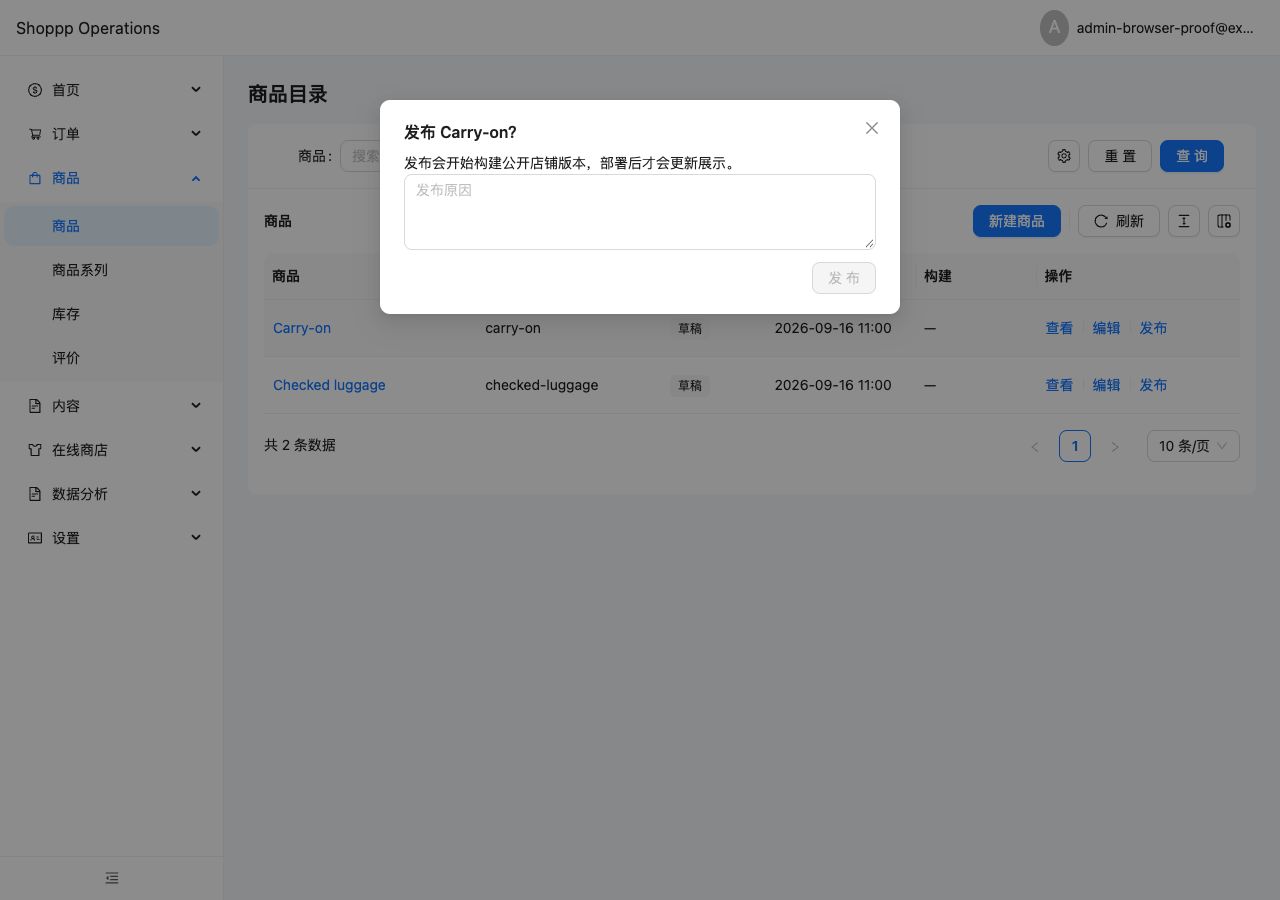 Shoppp Operations
A admin-browser-proof@ex...
首页
订单
商品
商品
商品系列
库存
评价
内容
在线商店
数据分析
设置
商品目录
商品 : 搜索
重 置 查 询
商品
新建商品 刷新
商品 构建 操作
Carry-on carry-on 草稿 2026-09-16 11:00 — 查看 编辑 发布
Checked luggage checked-luggage 草稿 2026-09-16 11:00 — 查看 编辑 发布
共 2 条数据
1
10 条/页
发布 Carry-on?
发布会开始构建公开店铺版本，部署后才会更新展示。
发布原因
发 布